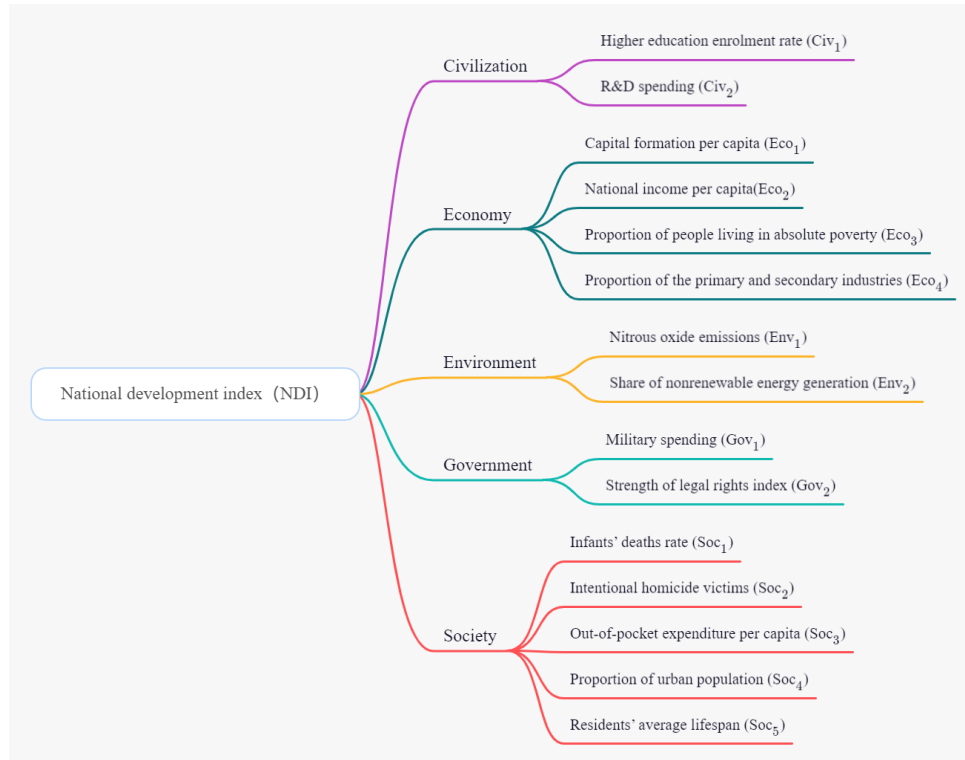 National development index（NDI）
Civilization
Higher education enrolment rate (Civ₁)
R&D spending (Civ₂)
Economy
Capital formation per capita (Eco₁)
National income per capita(Eco₂)
Proportion of people living in absolute poverty (Eco₃)
Proportion of the primary and secondary industries (Eco₄)
Environment
Nitrous oxide emissions (Env₁)
Share of nonrenewable energy generation (Env₂)
Government
Military spending (Gov₁)
Strength of legal rights index (Gov₂)
Society
Infants’ deaths rate (Soc₁)
Intentional homicide victims (Soc₂)
Out-of-pocket expenditure per capita (Soc₃)
Proportion of urban population (Soc₄)
Residents’ average lifespan (Soc₅)